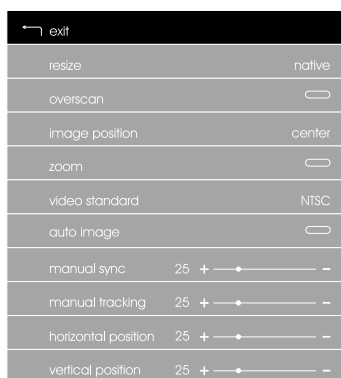 exit
resize native
overscan
image position center
zoom
video standard NTSC
auto image
manual sync 25 + -
manual tracking 25 + -
horizontal position 25 + -
vertical position 25 + -